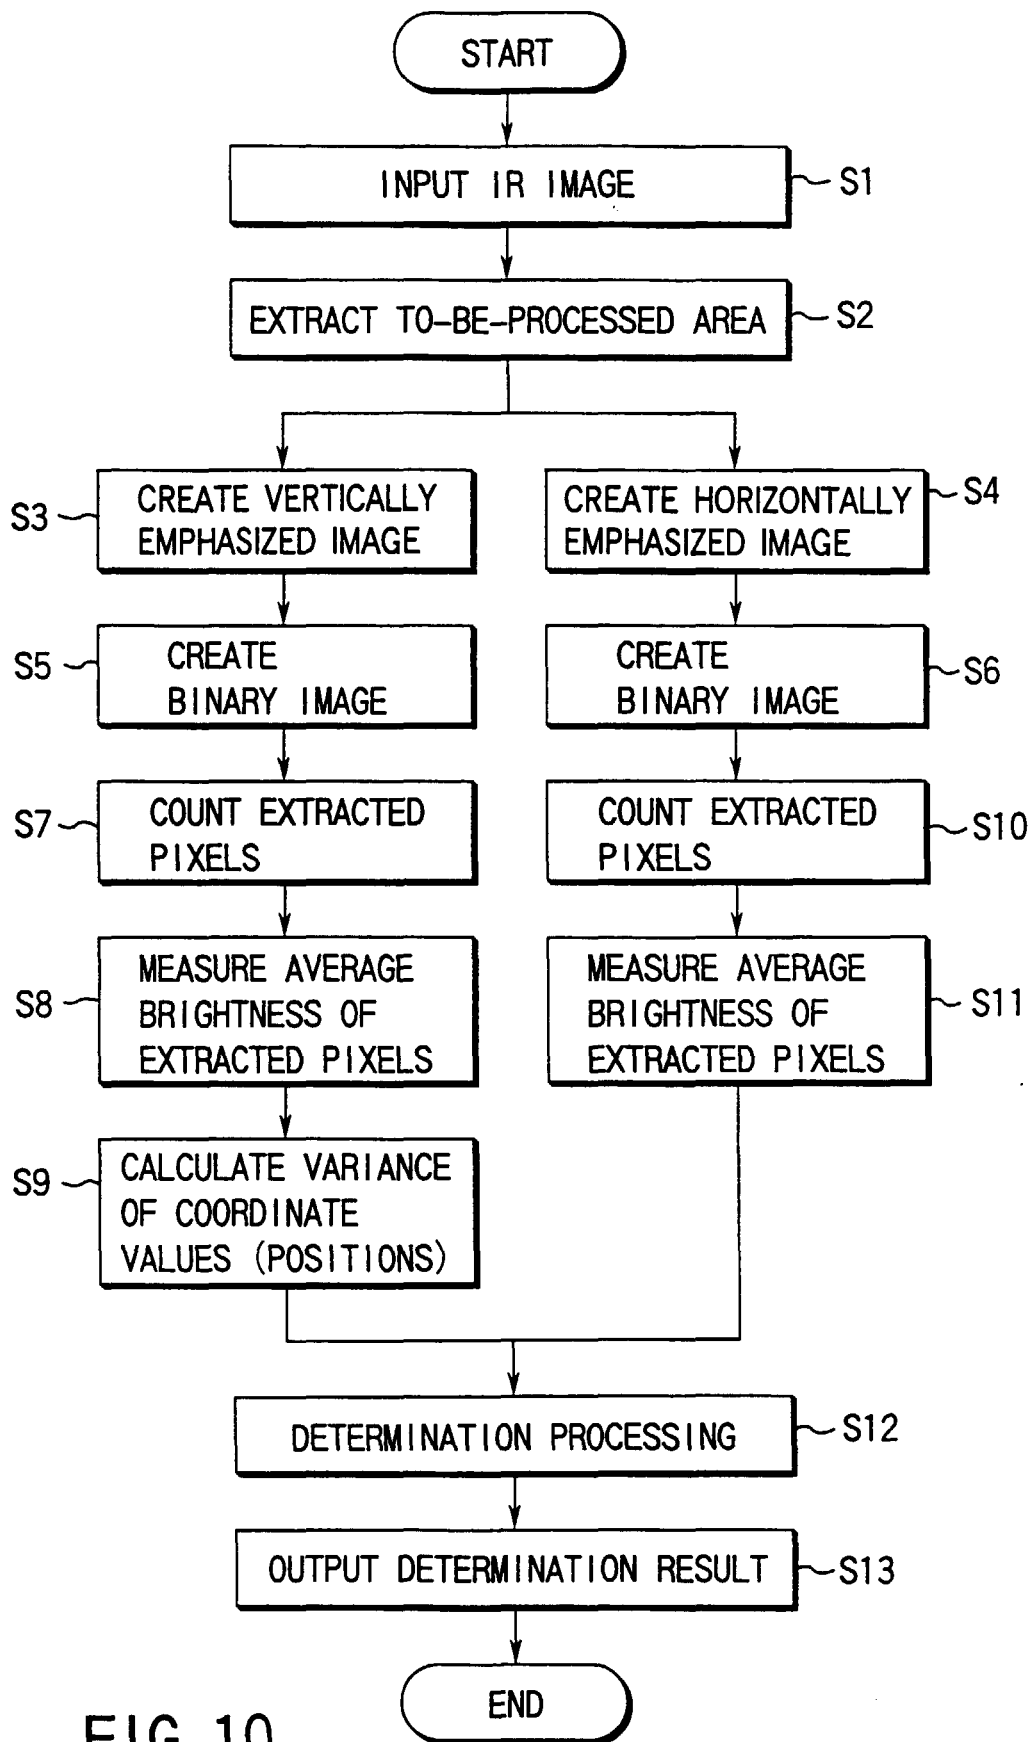 START
INPUT IR IMAGE
S1
EXTRACT TO-BE-PROCESSED AREA
S2
S3
CREATE VERTICALLY
EMPHASIZED IMAGE
CREATE HORIZONTALLY
EMPHASIZED IMAGE
S4
S5
CREATE
BINARY IMAGE
CREATE
BINARY IMAGE
S6
S7
COUNT EXTRACTED
PIXELS
COUNT EXTRACTED
PIXELS
S10
S8
MEASURE AVERAGE
BRIGHTNESS OF
EXTRACTED PIXELS
MEASURE AVERAGE
BRIGHTNESS OF
EXTRACTED PIXELS
S11
S9
CALCULATE VARIANCE
OF COORDINATE
VALUES (POSITIONS)
DETERMINATION PROCESSING
S12
OUTPUT DETERMINATION RESULT
S13
END
FIG. 10